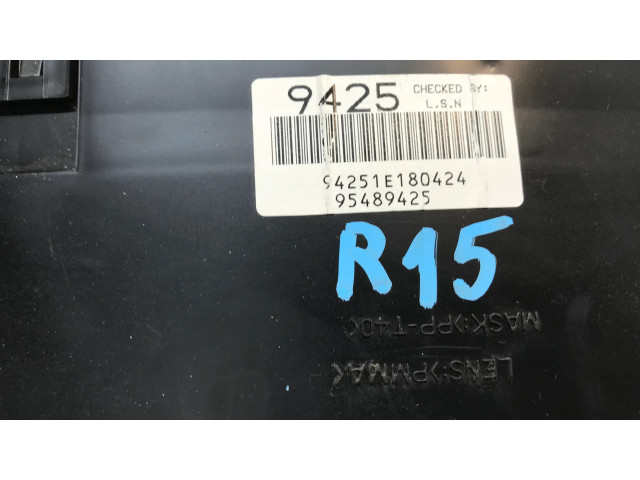 9425 CHECKED BY:
L.S.N
94251E180424
95489425
R15
MASK:>PP-T40<
LENS:>PMMA<